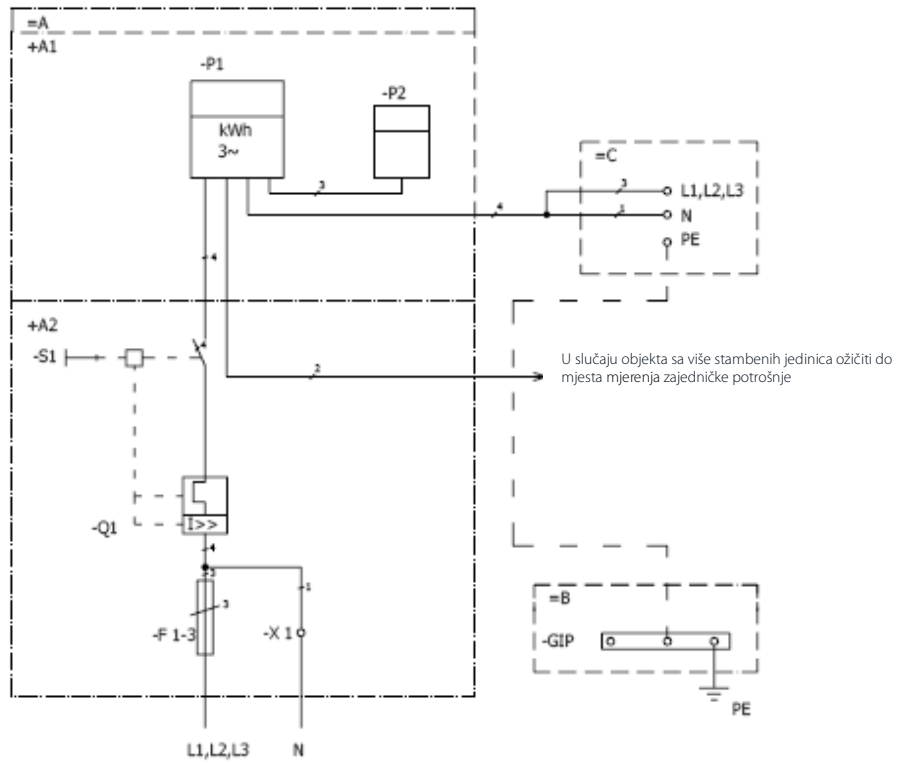 =A
+A1
-P1
kWh
3~
-P2
3
=C
3
L1,L2,L3
4
1
N
PE
4
+A2
-S1
4
2
U slučaju objekta sa više stambenih jedinica ožičiti do
mjesta mjerenja zajedničke potrošnje
-Q1
I>>
4
3
1
3
-F 1-3
-X 1
=B
-GIP
PE
L1,L2,L3
N